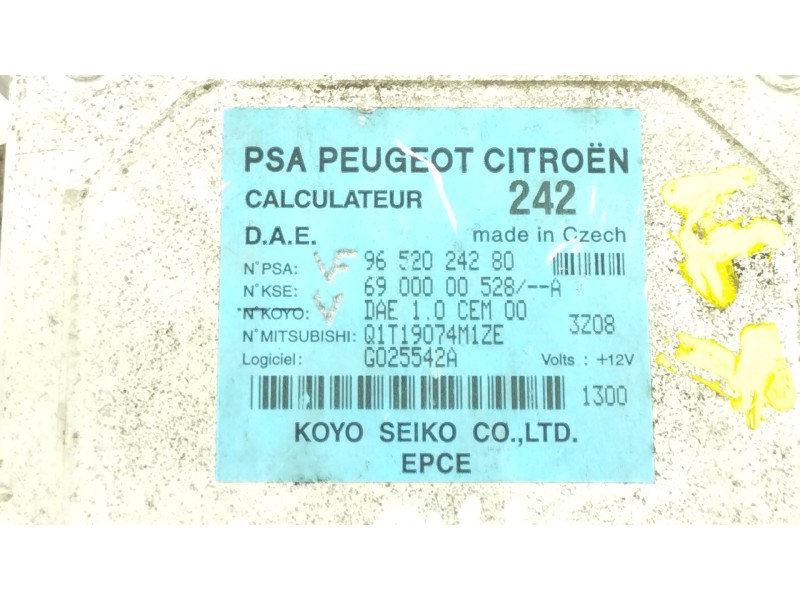 PSA PEUGEOT CITROËN
CALCULATEUR 242
D.A.E. made in Czech
N°PSA: VF 96 520 242 80
N°KSE: 69 000 00 528/--A
N°KOYO: V DAE 1.0 CEM 00
N°MITSUBISHI: Q1T19074M1ZE 3Z08
Logiciel: G025542A Volts : +12V
1300
KOYO SEIKO CO.,LTD.
EPCE